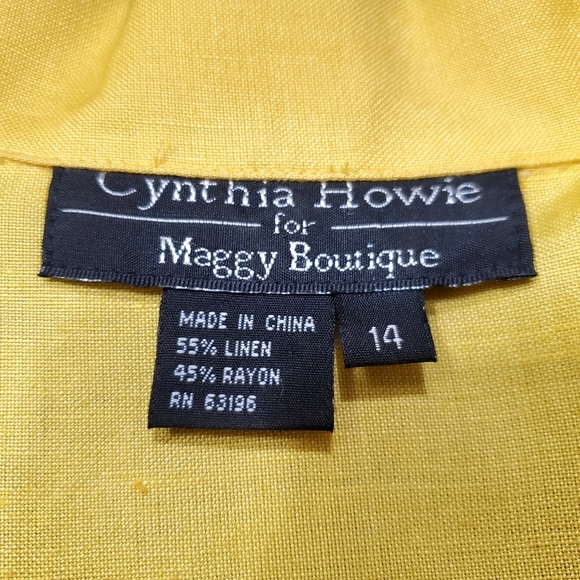 Cynthia Howie
for
Maggy Boutique
MADE IN CHINA
55% LINEN
45% RAYON
RN 63196
14